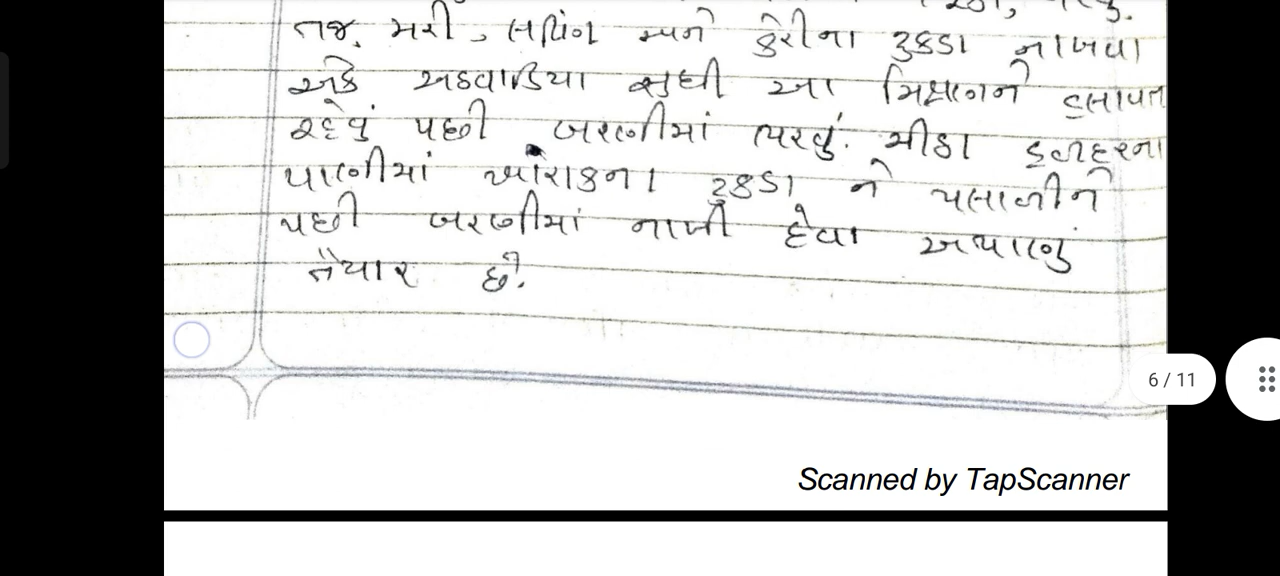 તજ, મરી, લવિંગ અને કેરીના ટુકડા નાખવા
એક અઠવાડિયા સુધી આ મિશ્રણને હલાવતા
રહેવું પછી બરણીમાં ભરવું. મીઠા હળદરના
પાણીમાં ખોરાકના ટુકડા ને પલાળીને
પછી બરણીમાં નાખી દેવા અથાણું
તૈયાર છે.
6 / 11
Scanned by TapScanner